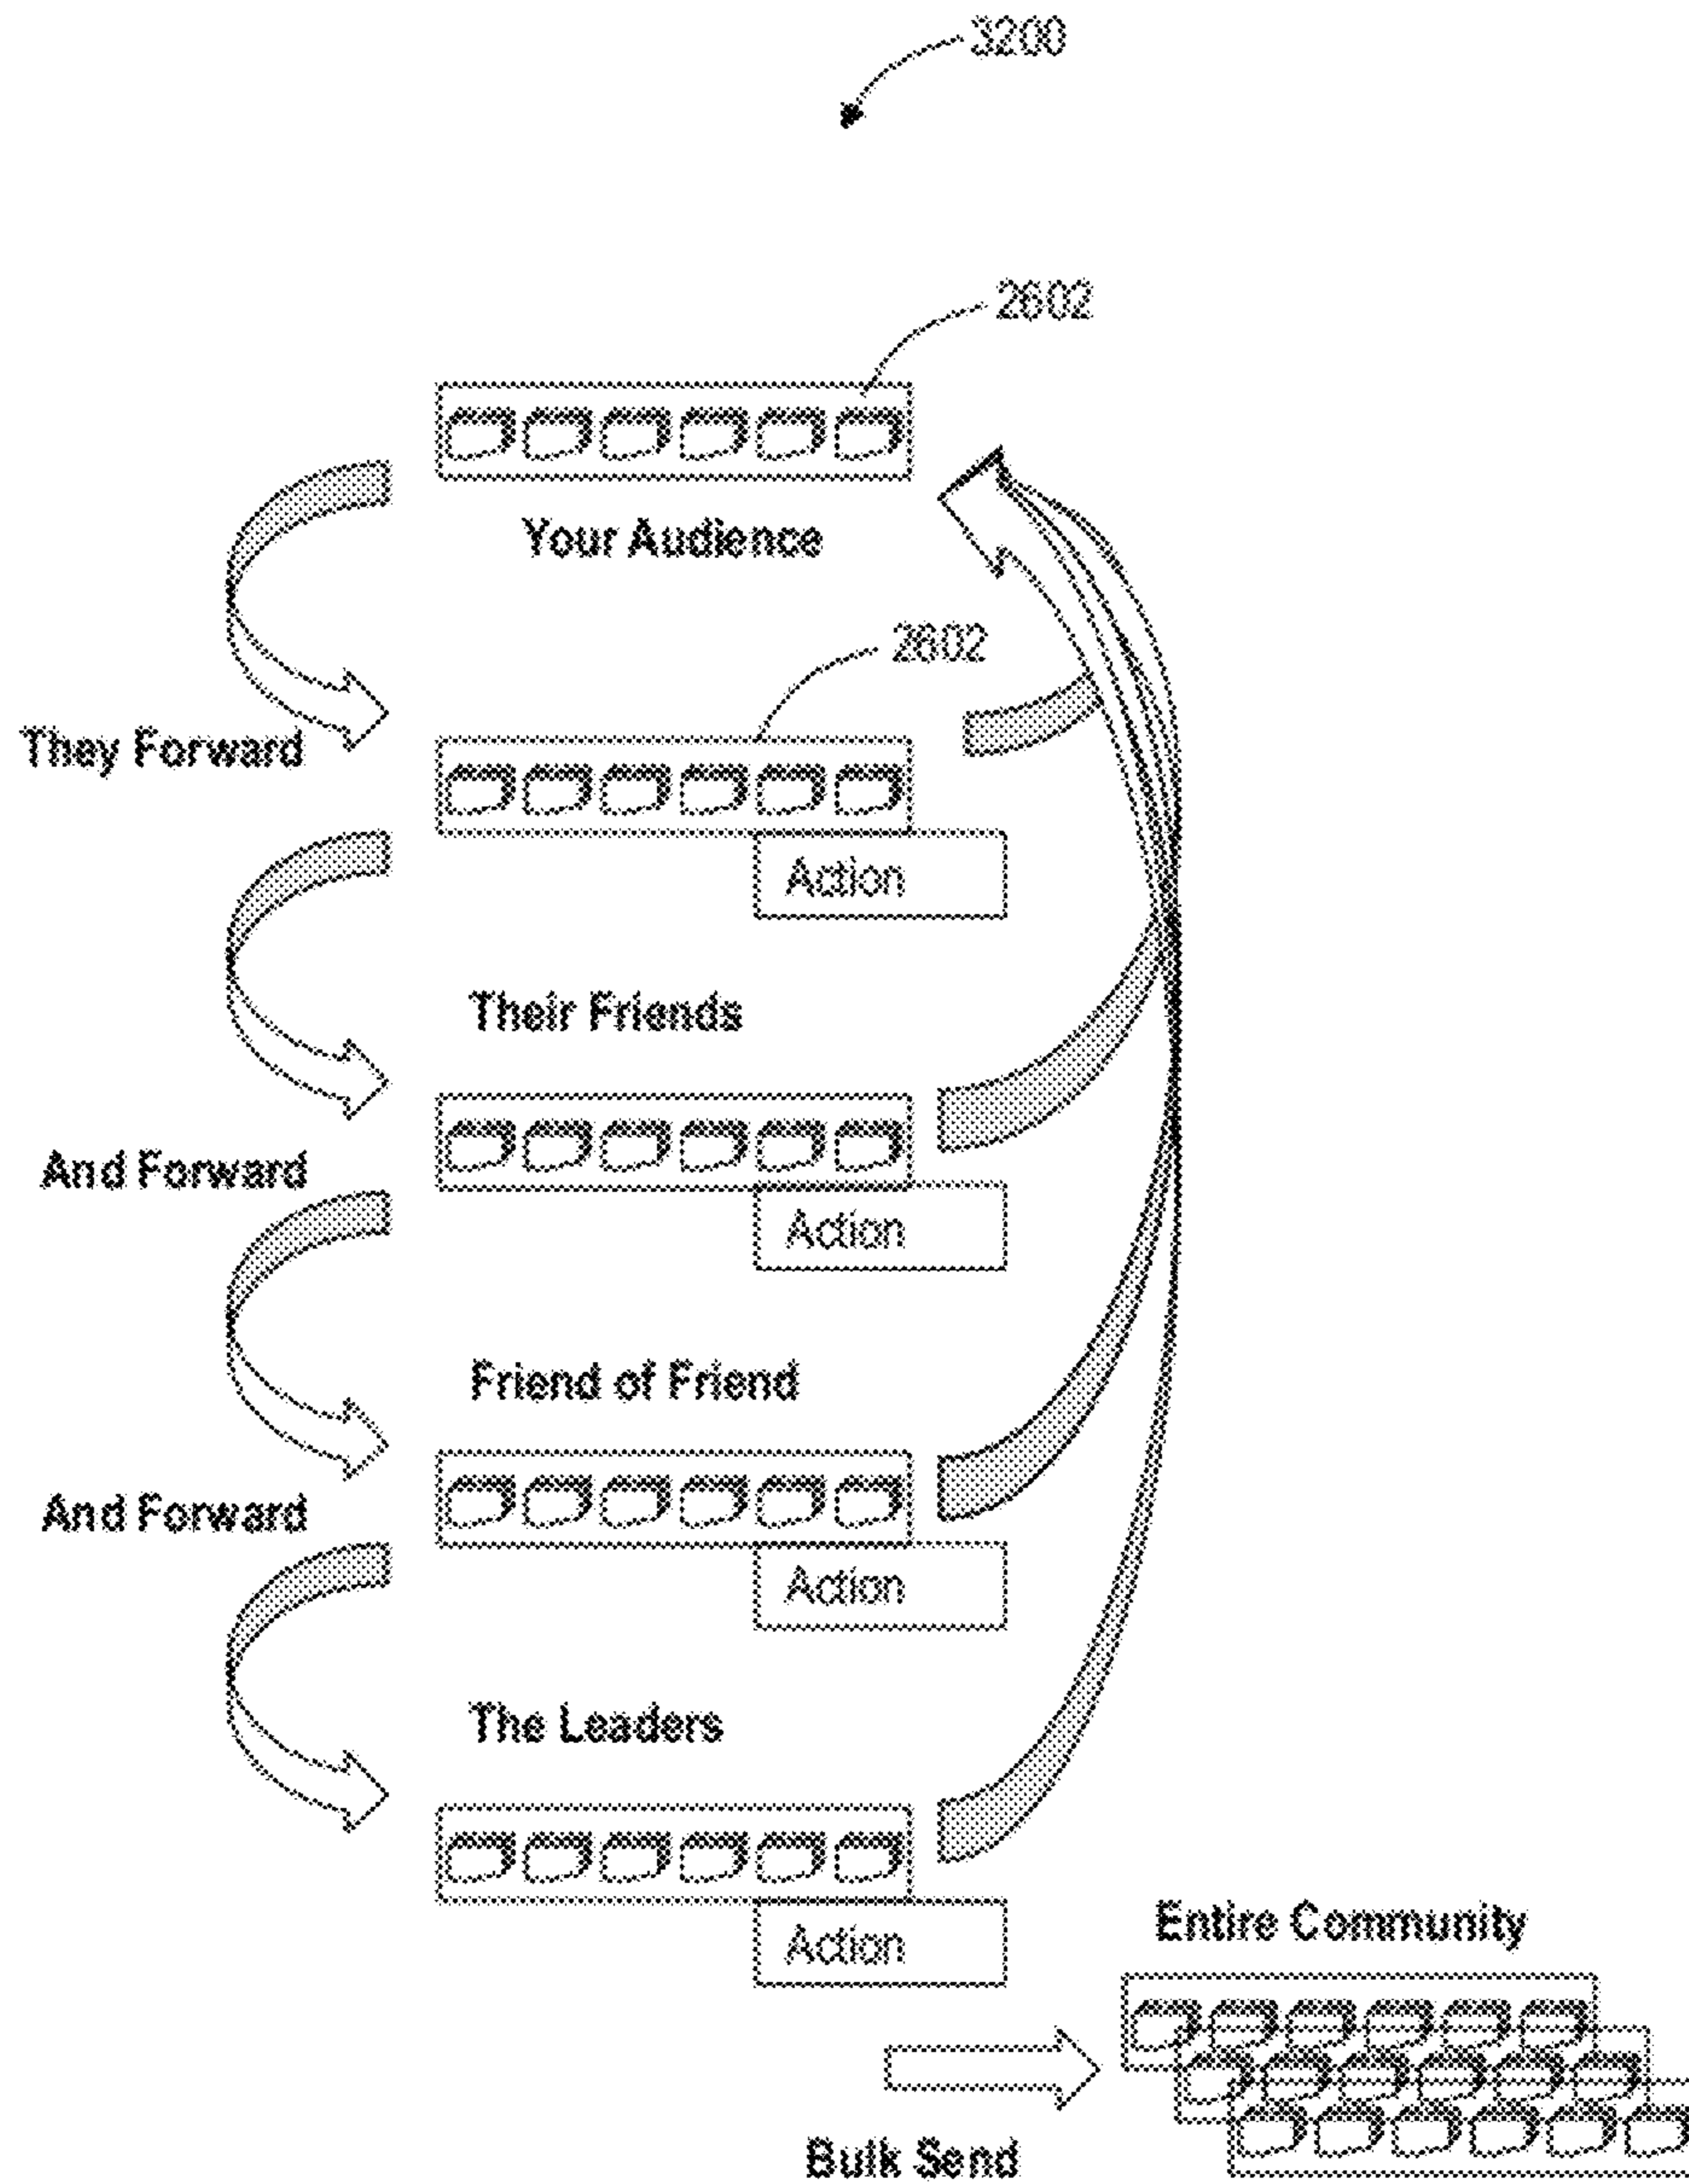 3200
2602
Your Audience
2602
They Forward
Action
Their Friends
And Forward
Action
Friend of Friend
And Forward
Action
The Leaders
Action
Entire Community
Bulk Send